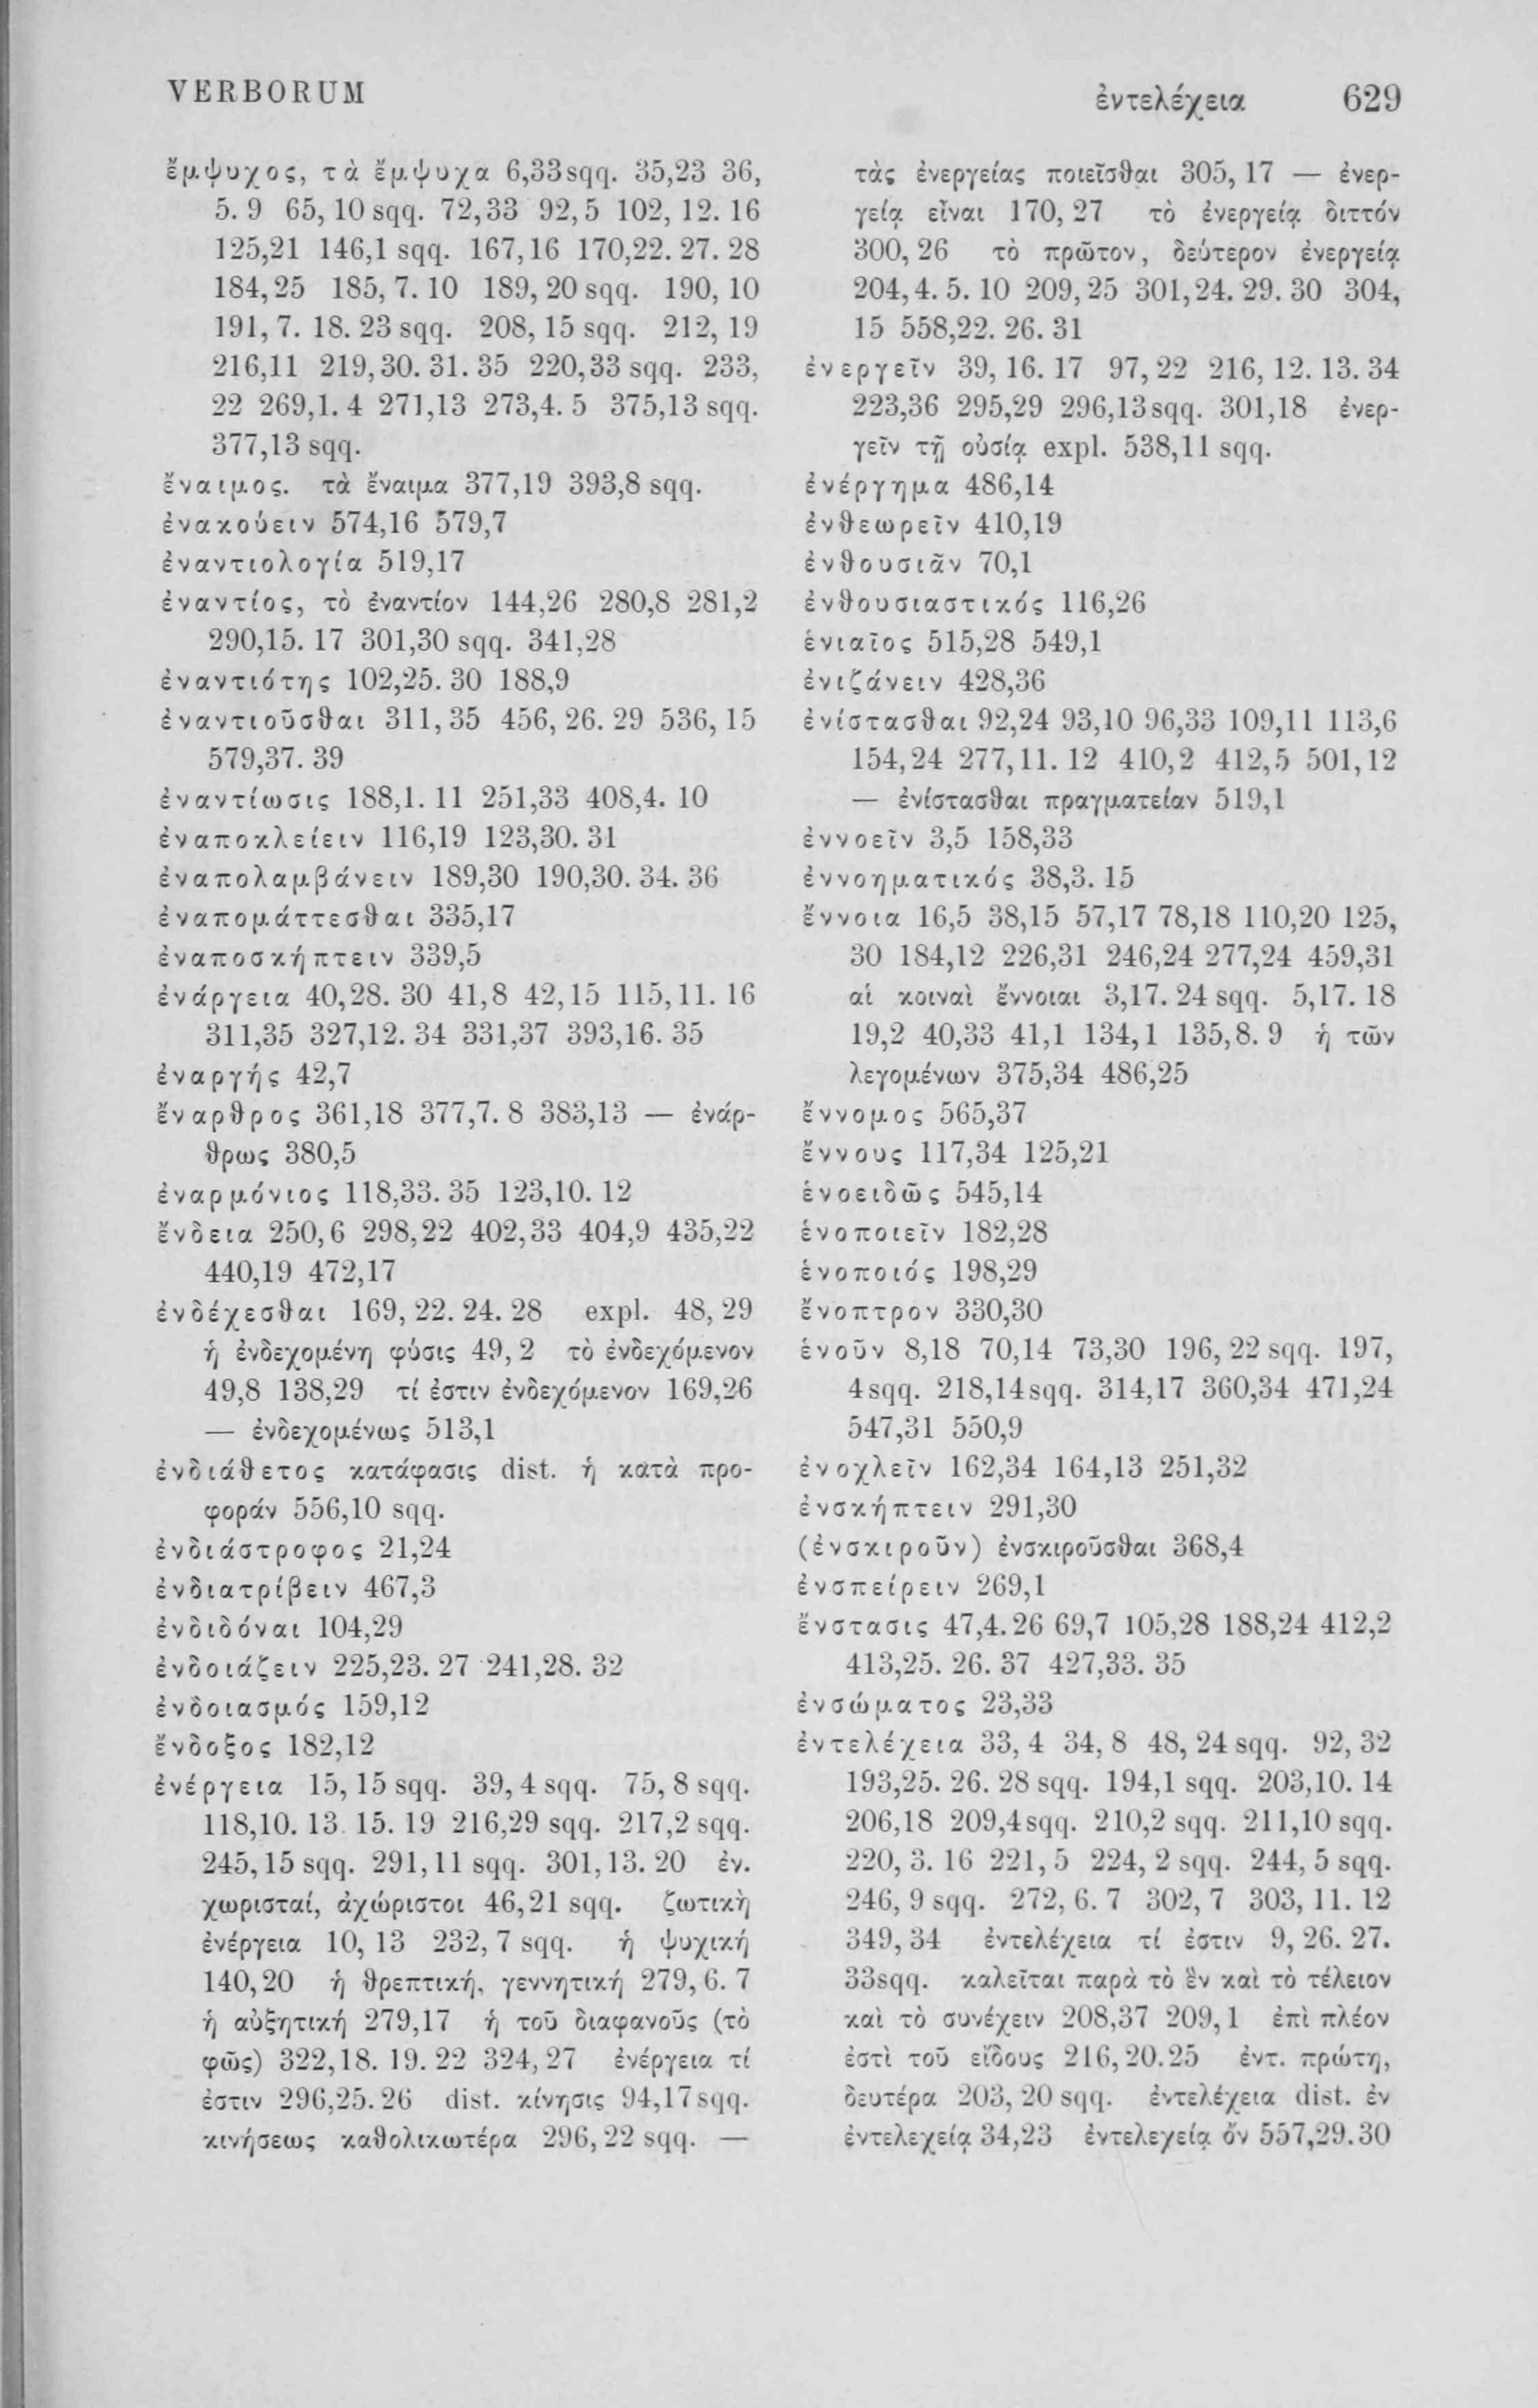 VERBORUM ἐντελέχεια 629
ἔμψυχος, τὰ ἔμψυχα 6,33 sqq. 35,23 36,
5. 9 65, 10 sqq. 72,33 92,5 102, 12. 16
125,21 146,1 sqq. 167,16 170,22. 27. 28
184,25 185, 7. 10 189, 20 sqq. 190, 10
191, 7. 18. 23 sqq. 208, 15 sqq. 212, 19
216,11 219,30. 31. 35 220,33 sqq. 233,
22 269,1. 4 271,13 273,4. 5 375,13 sqq.
377,13 sqq.
ἔναιμος. τὰ ἔναιμα 377,19 393,8 sqq.
ἐνακούειν 574,16 579,7
ἐναντιολογία 519,17
ἐναντίος, τὸ ἐναντίον 144,26 280,8 281,2
290,15. 17 301,30 sqq. 341,28
ἐναντιότης 102,25. 30 188,9
ἐναντιοῦσθαι 311, 35 456, 26. 29 536, 15
579,37. 39
ἐναντίωσις 188,1. 11 251,33 408,4. 10
ἐναποκλείειν 116,19 123,30. 31
ἐναπολαμβάνειν 189,30 190,30. 34. 36
ἐναπομάττεσθαι 335,17
ἐναποσκήπτειν 339,5
ἐνάργεια 40,28. 30 41,8 42,15 115,11. 16
311,35 327,12. 34 331,37 393,16. 35
ἐναργής 42,7
ἔναρθρος 361,18 377,7. 8 383,13 — ἐνάρ-
θρως 380,5
ἐναρμόνιος 118,33. 35 123,10. 12
ἔνδεια 250,6 298,22 402,33 404,9 435,22
440,19 472,17
ἐνδέχεσθαι 169, 22. 24. 28 expl. 48, 29
ἡ ἐνδεχομένη φύσις 49, 2 τὸ ἐνδεχόμενον
49,8 138,29 τί ἐστιν ἐνδεχόμενον 169,26
— ἐνδεχομένως 513,1
ἐνδιάθετος κατάφασις dist. ἡ κατὰ προ-
φοράν 556,10 sqq.
ἐνδιάστροφος 21,24
ἐνδιατρίβειν 467,3
ἐνδιδόναι 104,29
ἐνδοιάζειν 225,23. 27 241,28. 32
ἐνδοιασμός 159,12
ἔνδοξος 182,12
ἐνέργεια 15, 15 sqq. 39, 4 sqq. 75, 8 sqq.
118,10. 13. 15. 19 216,29 sqq. 217,2 sqq.
245, 15 sqq. 291, 11 sqq. 301, 13. 20 ἐν.
χωρισταί, ἀχώριστοι 46,21 sqq. ζωτικὴ
ἐνέργεια 10, 13 232, 7 sqq. ἡ ψυχική
140,20 ἡ θρεπτική, γεννητική 279, 6. 7
ἡ αὐξητική 279,17 ἡ τοῦ διαφανοῦς (τὸ
φῶς) 322,18. 19. 22 324,27 ἐνέργεια τί
ἐστιν 296,25. 26 dist. κίνησις 94,17 sqq.
κινήσεως καθολικωτέρα 296, 22 sqq. —
τὰς ἐνεργείας ποιεῖσθαι 305, 17 — ἐνερ-
γείᾳ εἶναι 170, 27 τὸ ἐνεργείᾳ διττόν
300, 26 τὸ πρῶτον, δεύτερον ἐνεργείᾳ
204, 4. 5. 10 209, 25 301,24. 29. 30 304,
15 558,22. 26. 31
ἐνεργεῖν 39, 16. 17 97, 22 216, 12. 13. 34
223,36 295,29 296,13 sqq. 301,18 ἐνερ-
γεῖν τῇ οὐσίᾳ expl. 538,11 sqq.
ἐνέργημα 486,14
ἐνθεωρεῖν 410,19
ἐνθουσιᾶν 70,1
ἐνθουσιαστικός 116,26
ἑνιαῖος 515,28 549,1
ἐνιζάνειν 428,36
ἐνίστασθαι 92,24 93,10 96,33 109,11 113,6
154,24 277,11. 12 410,2 412,5 501,12
— ἐνίστασθαι πραγματείαν 519,1
ἐννοεῖν 3,5 158,33
ἐννοηματικός 38,3. 15
ἔννοια 16,5 38,15 57,17 78,18 110,20 125,
30 184,12 226,31 246,24 277,24 459,31
αἱ κοιναὶ ἔννοιαι 3,17. 24 sqq. 5,17. 18
19,2 40,33 41,1 134,1 135,8. 9 ἡ τῶν
λεγομένων 375,34 486,25
ἔννομος 565,37
ἔννους 117,34 125,21
ἑνοειδῶς 545,14
ἑνοποιεῖν 182,28
ἑνοποιός 198,29
ἔνοπτρον 330,30
ἑνοῦν 8,18 70,14 73,30 196, 22 sqq. 197,
4 sqq. 218,14 sqq. 314,17 360,34 471,24
547,31 550,9
ἐνοχλεῖν 162,34 164,13 251,32
ἐνσκήπτειν 291,30
(ἐνσκιροῦν) ἐνσκιροῦσθαι 368,4
ἐνσπείρειν 269,1
ἔνστασις 47,4. 26 69,7 105,28 188,24 412,2
413,25. 26. 37 427,33. 35
ἐνσώματος 23,33
ἐντελέχεια 33, 4 34, 8 48, 24 sqq. 92, 32
193,25. 26. 28 sqq. 194,1 sqq. 203,10. 14
206,18 209,4 sqq. 210,2 sqq. 211,10 sqq.
220, 3. 16 221, 5 224, 2 sqq. 244, 5 sqq.
246, 9 sqq. 272, 6. 7 302, 7 303, 11. 12
349, 34 ἐντελέχεια τί ἐστιν 9, 26. 27.
33sqq. καλεῖται παρὰ τὸ ἓν καὶ τὸ τέλειον
καὶ τὸ συνέχειν 208,37 209,1 ἐπὶ πλέον
ἐστὶ τοῦ εἴδους 216,20. 25 ἐντ. πρώτη,
δευτέρα 203, 20 sqq. ἐντελέχεια dist. ἐν
ἐντελεχείᾳ 34,23 ἐντελεχείᾳ ὄν 557,29. 30